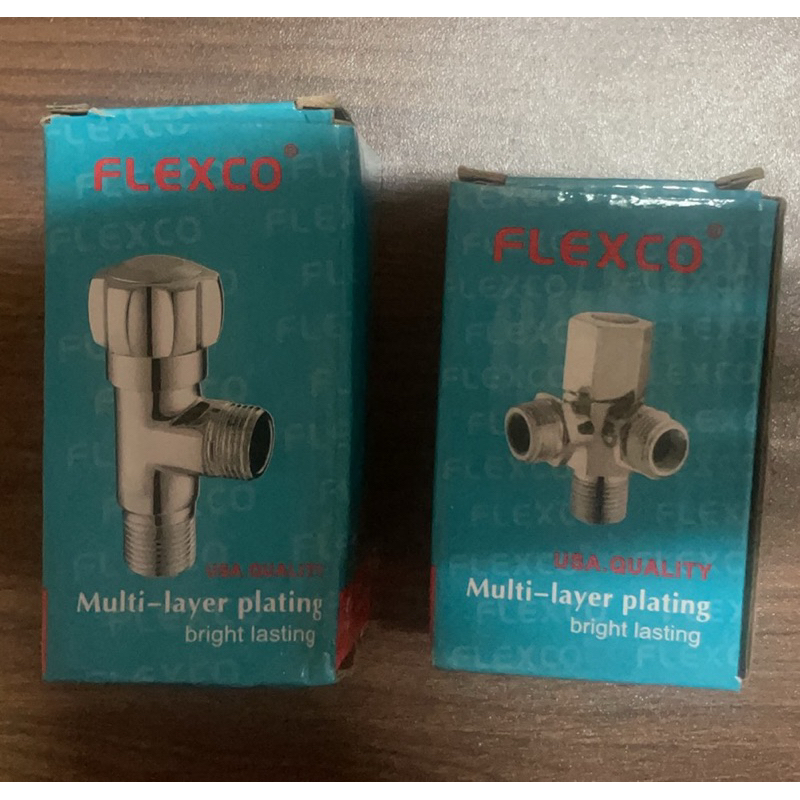 FLEXCO®
USA.QUALITY
Multi-layer plating
bright lasting
FLEXCO®
USA.QUALITY
Multi-layer plating
bright lasting